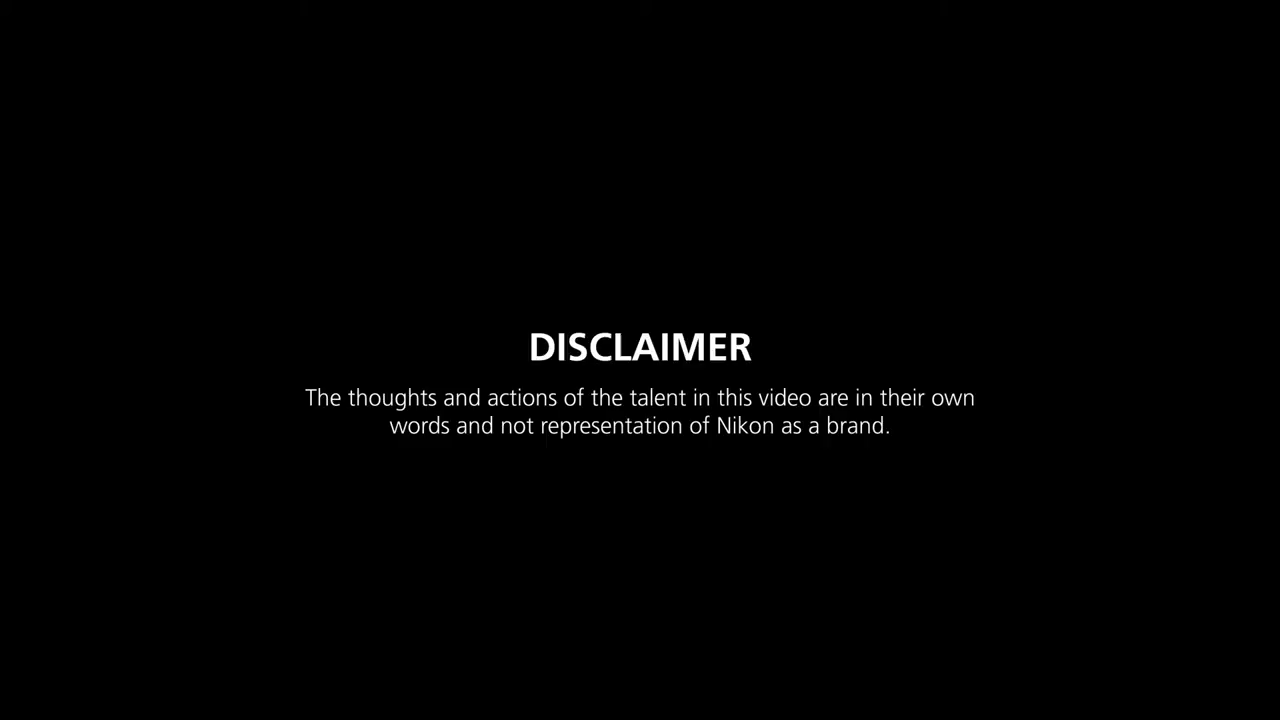 DISCLAIMER
The thoughts and actions of the talent in this video are in their own
words and not representation of Nikon as a brand.